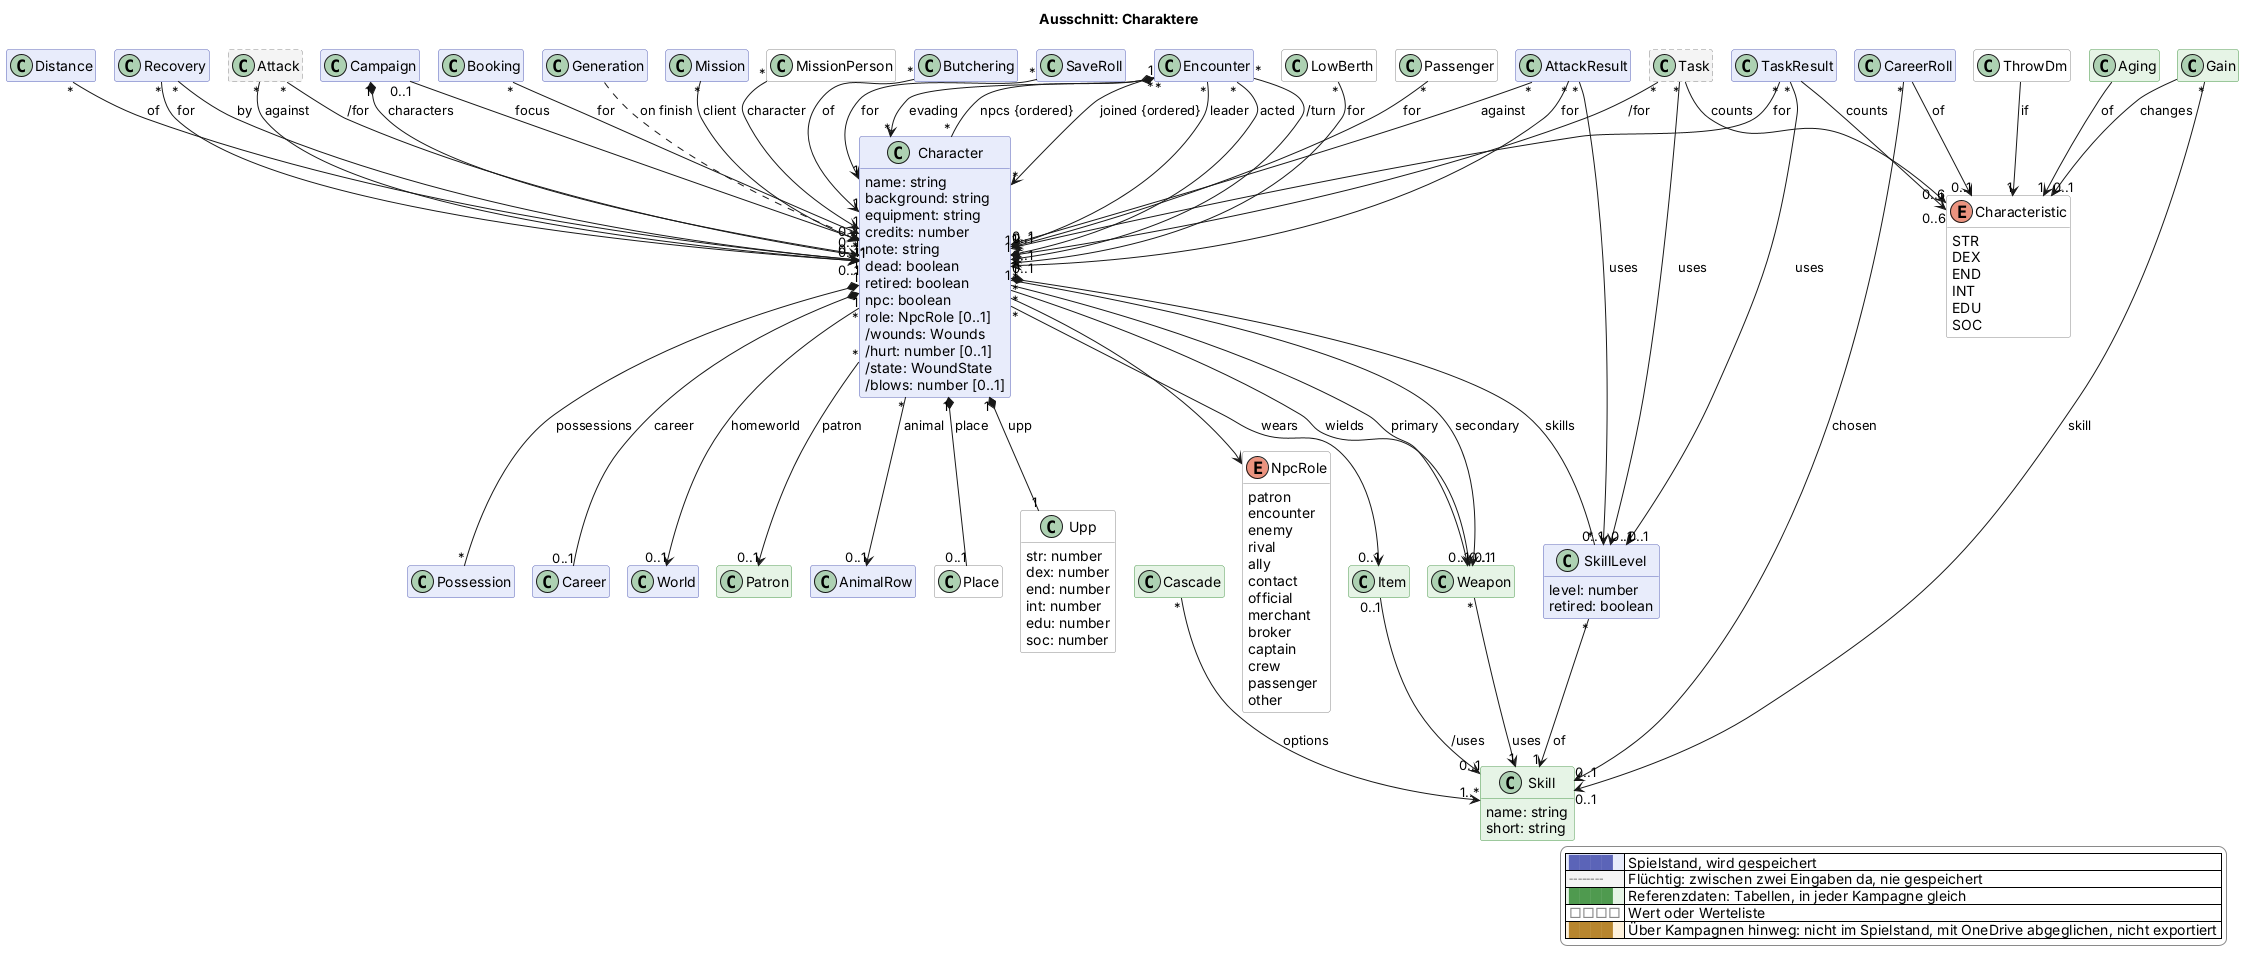 Ausschnitt: Charaktere
Distance
Recovery
Attack
Campaign
Booking
Generation
Mission
MissionPerson
Butchering
SaveRoll
Encounter
LowBerth
Passenger
AttackResult
Task
TaskResult
CareerRoll
ThrowDm
Aging
Gain
of
for
by
against
/for
characters
focus
for
on finish
client
character
of
for
evading
npcs {ordered}
joined {ordered}
leader
acted
/turn
for
for
against
for
/for
counts
for
counts
of
if
of
changes
Character
name: string
background: string
equipment: string
credits: number
note: string
dead: boolean
retired: boolean
npc: boolean
role: NpcRole [0..1]
/wounds: Wounds
/hurt: number [0..1]
/state: WoundState
/blows: number [0..1]
Characteristic
STR
DEX
END
INT
EDU
SOC
uses
uses
uses
possessions
career
homeworld
patron
animal
place
upp
wears
wields
primary
secondary
skills
chosen
skill
Possession
Career
World
Patron
AnimalRow
Place
Upp
str: number
dex: number
end: number
int: number
edu: number
soc: number
Cascade
NpcRole
patron
encounter
enemy
rival
ally
contact
official
merchant
broker
captain
crew
passenger
other
Item
Weapon
SkillLevel
level: number
retired: boolean
options
/uses
uses
of
Skill
name: string
short: string
Spielstand, wird gespeichert
Flüchtig: zwischen zwei Eingaben da, nie gespeichert
Referenzdaten: Tabellen, in jeder Kampagne gleich
Wert oder Werteliste
Über Kampagnen hinweg: nicht im Spielstand, mit OneDrive abgeglichen, nicht exportiert